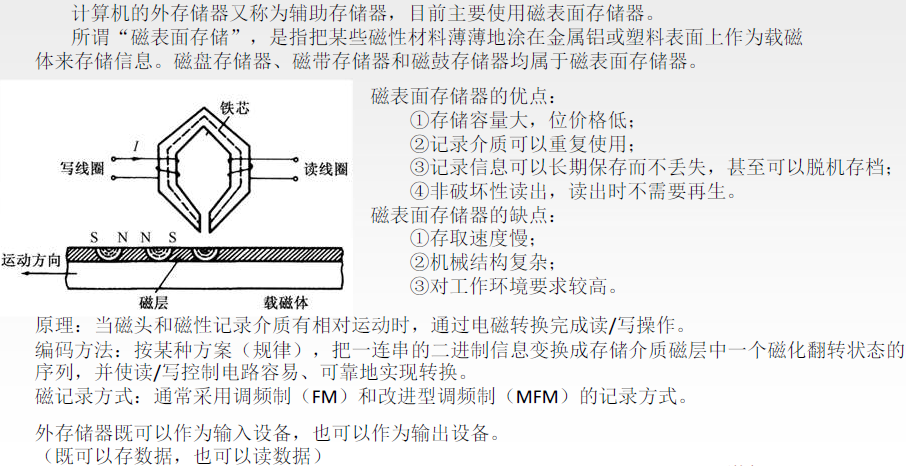 计算机的外存储器又称为辅助存储器，目前主要使用磁表面存储器。
所谓“磁表面存储”，是指把某些磁性材料薄薄地涂在金属铝或塑料表面上作为载磁
体来存储信息。磁盘存储器、磁带存储器和磁鼓存储器均属于磁表面存储器。
铁芯
I
写线圈
读线圈
S N N S
运动方向
磁层
载磁体
磁表面存储器的优点：
①存储容量大，位价格低；
②记录介质可以重复使用；
③记录信息可以长期保存而不丢失，甚至可以脱机存档；
④非破坏性读出，读出时不需要再生。
磁表面存储器的缺点：
①存取速度慢；
②机械结构复杂；
③对工作环境要求较高。
原理：当磁头和磁性记录介质有相对运动时，通过电磁转换完成读/写操作。
编码方法：按某种方案（规律），把一连串的二进制信息变换成存储介质磁层中一个磁化翻转状态的
序列，并使读/写控制电路容易、可靠地实现转换。
磁记录方式：通常采用调频制（FM）和改进型调频制（MFM）的记录方式。
外存储器既可以作为输入设备，也可以作为输出设备。
（既可以存数据，也可以读数据）